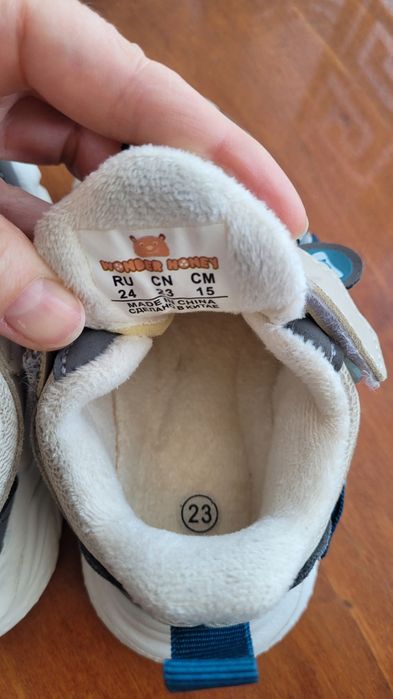 WONDER HONEY
RU CN CM
24 23 15
MADE IN CHINA
СДЕЛАНО В КИТАЕ
23